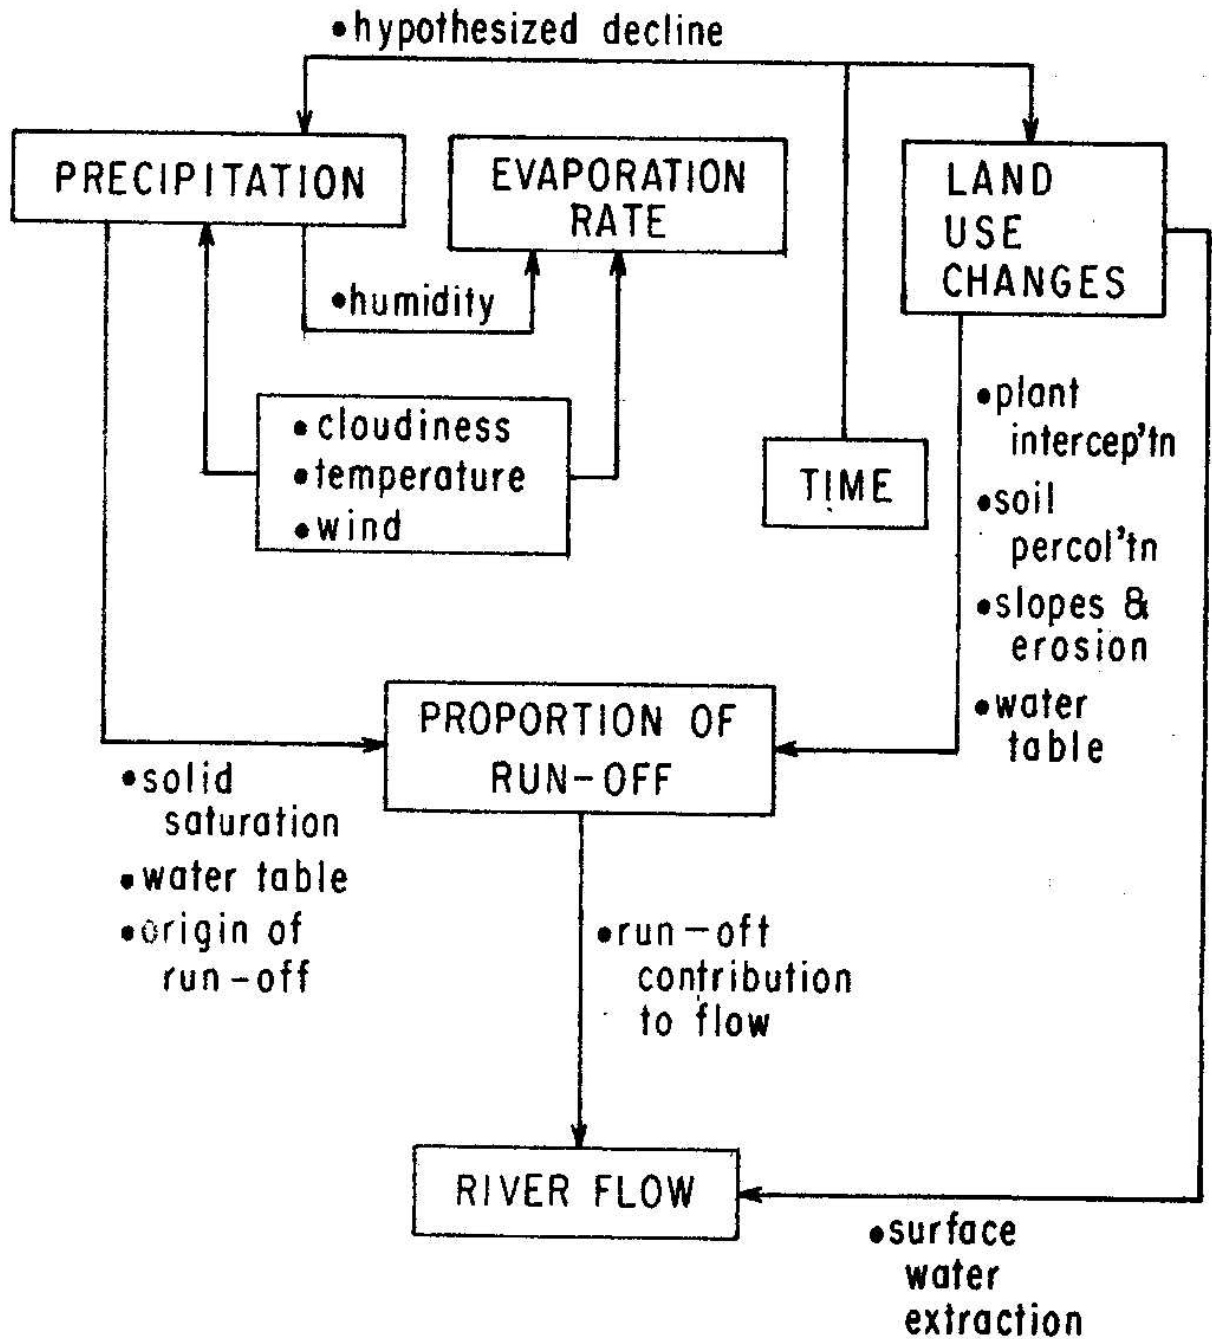 •hypothesized decline
PRECIPITATION
EVAPORATION
RATE
LAND
USE
CHANGES
•humidity
•cloudiness
•temperature
•wind
TIME
•plant
intercep'tn
•soil
percol'tn
•slopes &
erosion
•water
table
PROPORTION OF
RUN-OFF
•solid
saturation
•water table
•origin of
run-off
•run-off
contribution
to flow
RIVER FLOW
•surface
water
extraction